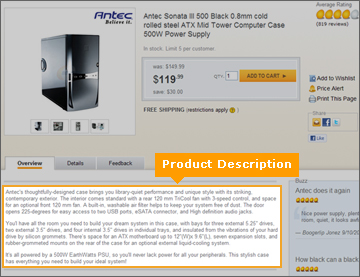 Antec
Believe it.
Antec Sonata III 500 Black 0.8mm cold
rolled steel ATX Mid Tower Computer Case
500W Power Supply
In stock. Limit 5 per customer.
was: $149.99
$119.99
save: $30.00
QTY. 1
ADD TO CART ►
FREE SHIPPING (restrictions apply)
Average Rating
(819 reviews)
Add to Wishlist
Price Alert
Print This Page
Share
Overview
Details
Feedback
Product Description
Antec's thoughtfully-designed case brings you library-quiet performance and unique style with its striking,
contemporary exterior. The interior comes standard with a rear 120 mm TriCool fan with 3-speed control, and space
for an optional front 120 mm fan. A built-in, washable air filter helps to keep your system free of dust. The door
opens 225-degrees for easy access to two USB ports, eSATA connector, and High definition audio jacks.
You'll have all the room you need to build your dream system in this case, with bays for three external 5.25" drives,
two external 3.5" drives, and four internal 3.5" drives in individual trays, and insulated from the vibrations of your hard
drive by silicon grommets. There's space for an ATX motherboard up to 12"(W)x 9.6"(L), seven expansion slots, and
rubber-grommeted mounts on the rear of the case for an optional external liquid-cooling system.
It's all powered by a 500W EarthWatts PSU, so you'll never lack power for all your peripherals. This stylish case
has everything you need to build your ideal system!
Buzz
Antec does it again
Nice power supply, plenty
room, quiet. It
Boogertip Jonez 9/10/200
How black can a black